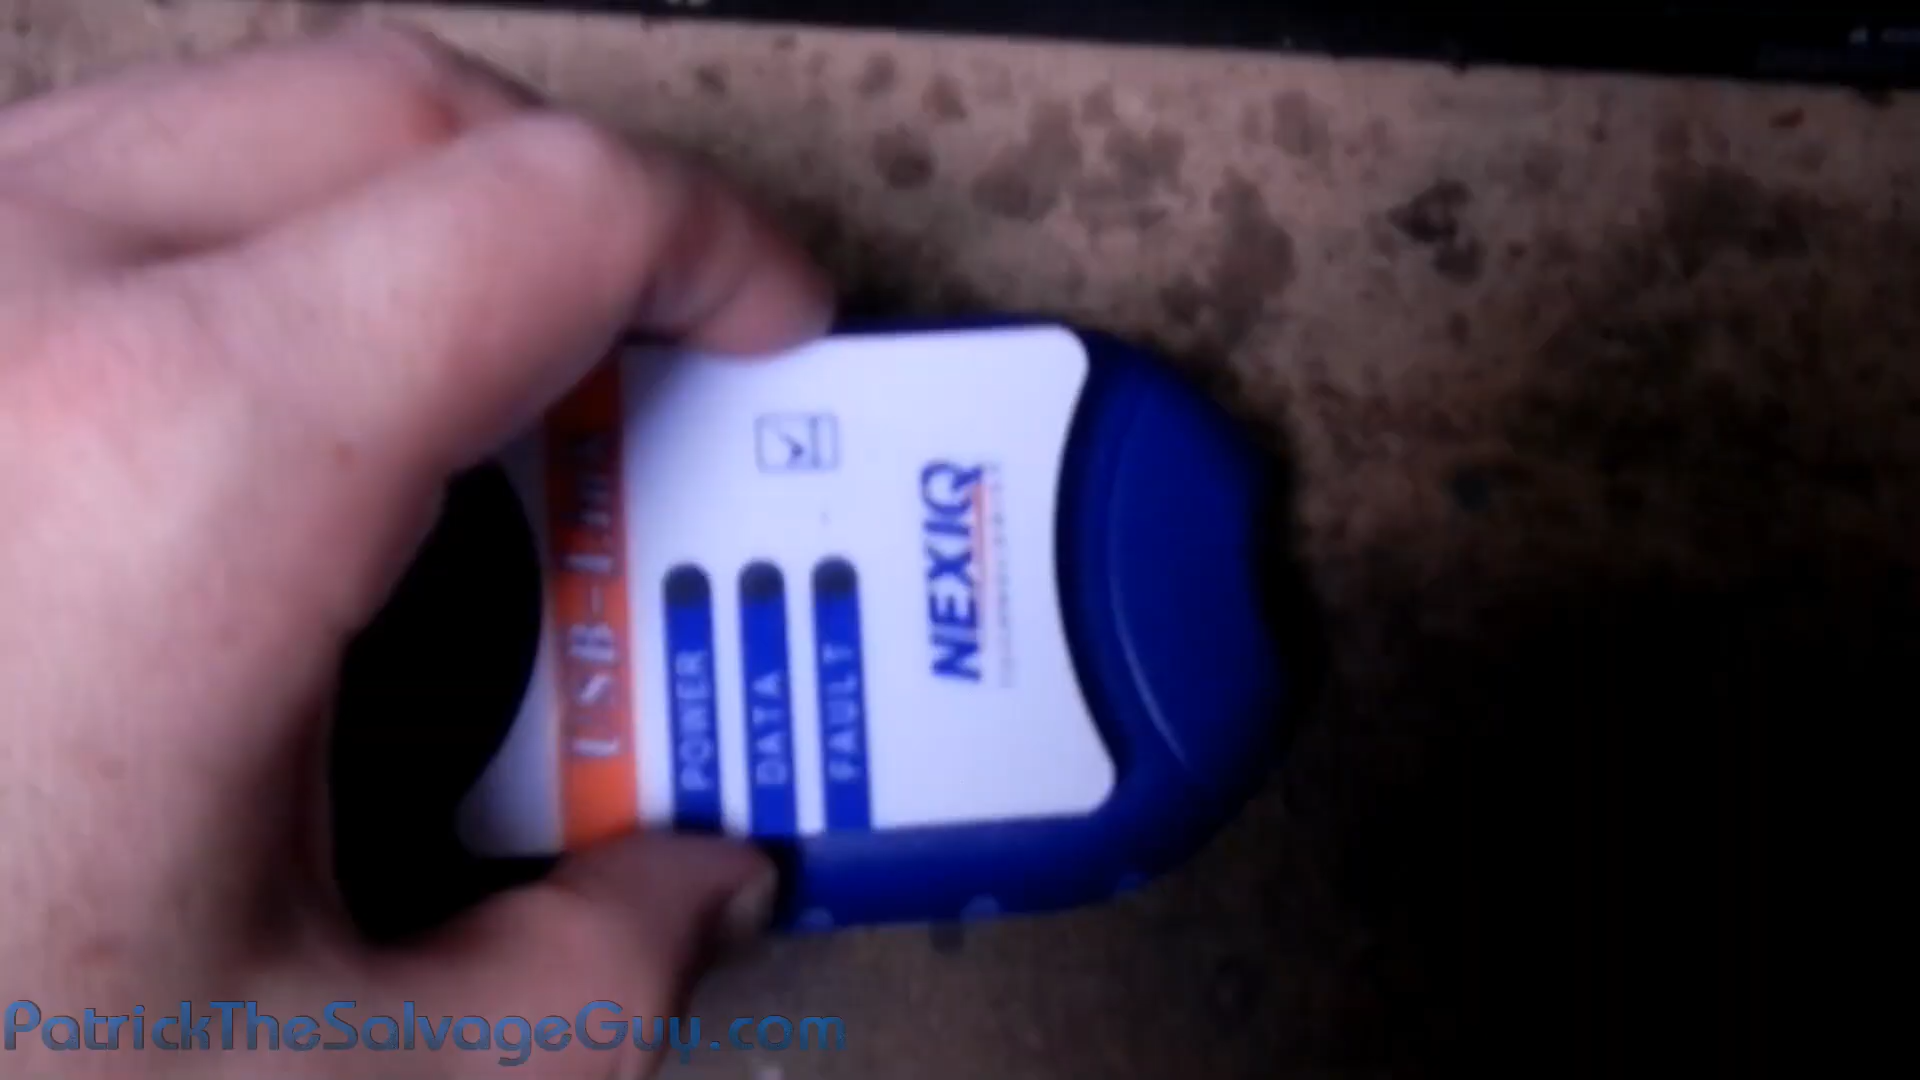 NEXIQ
FAULT
DATA
POWER
USB-Link
PatrickTheSalvageGuy.com